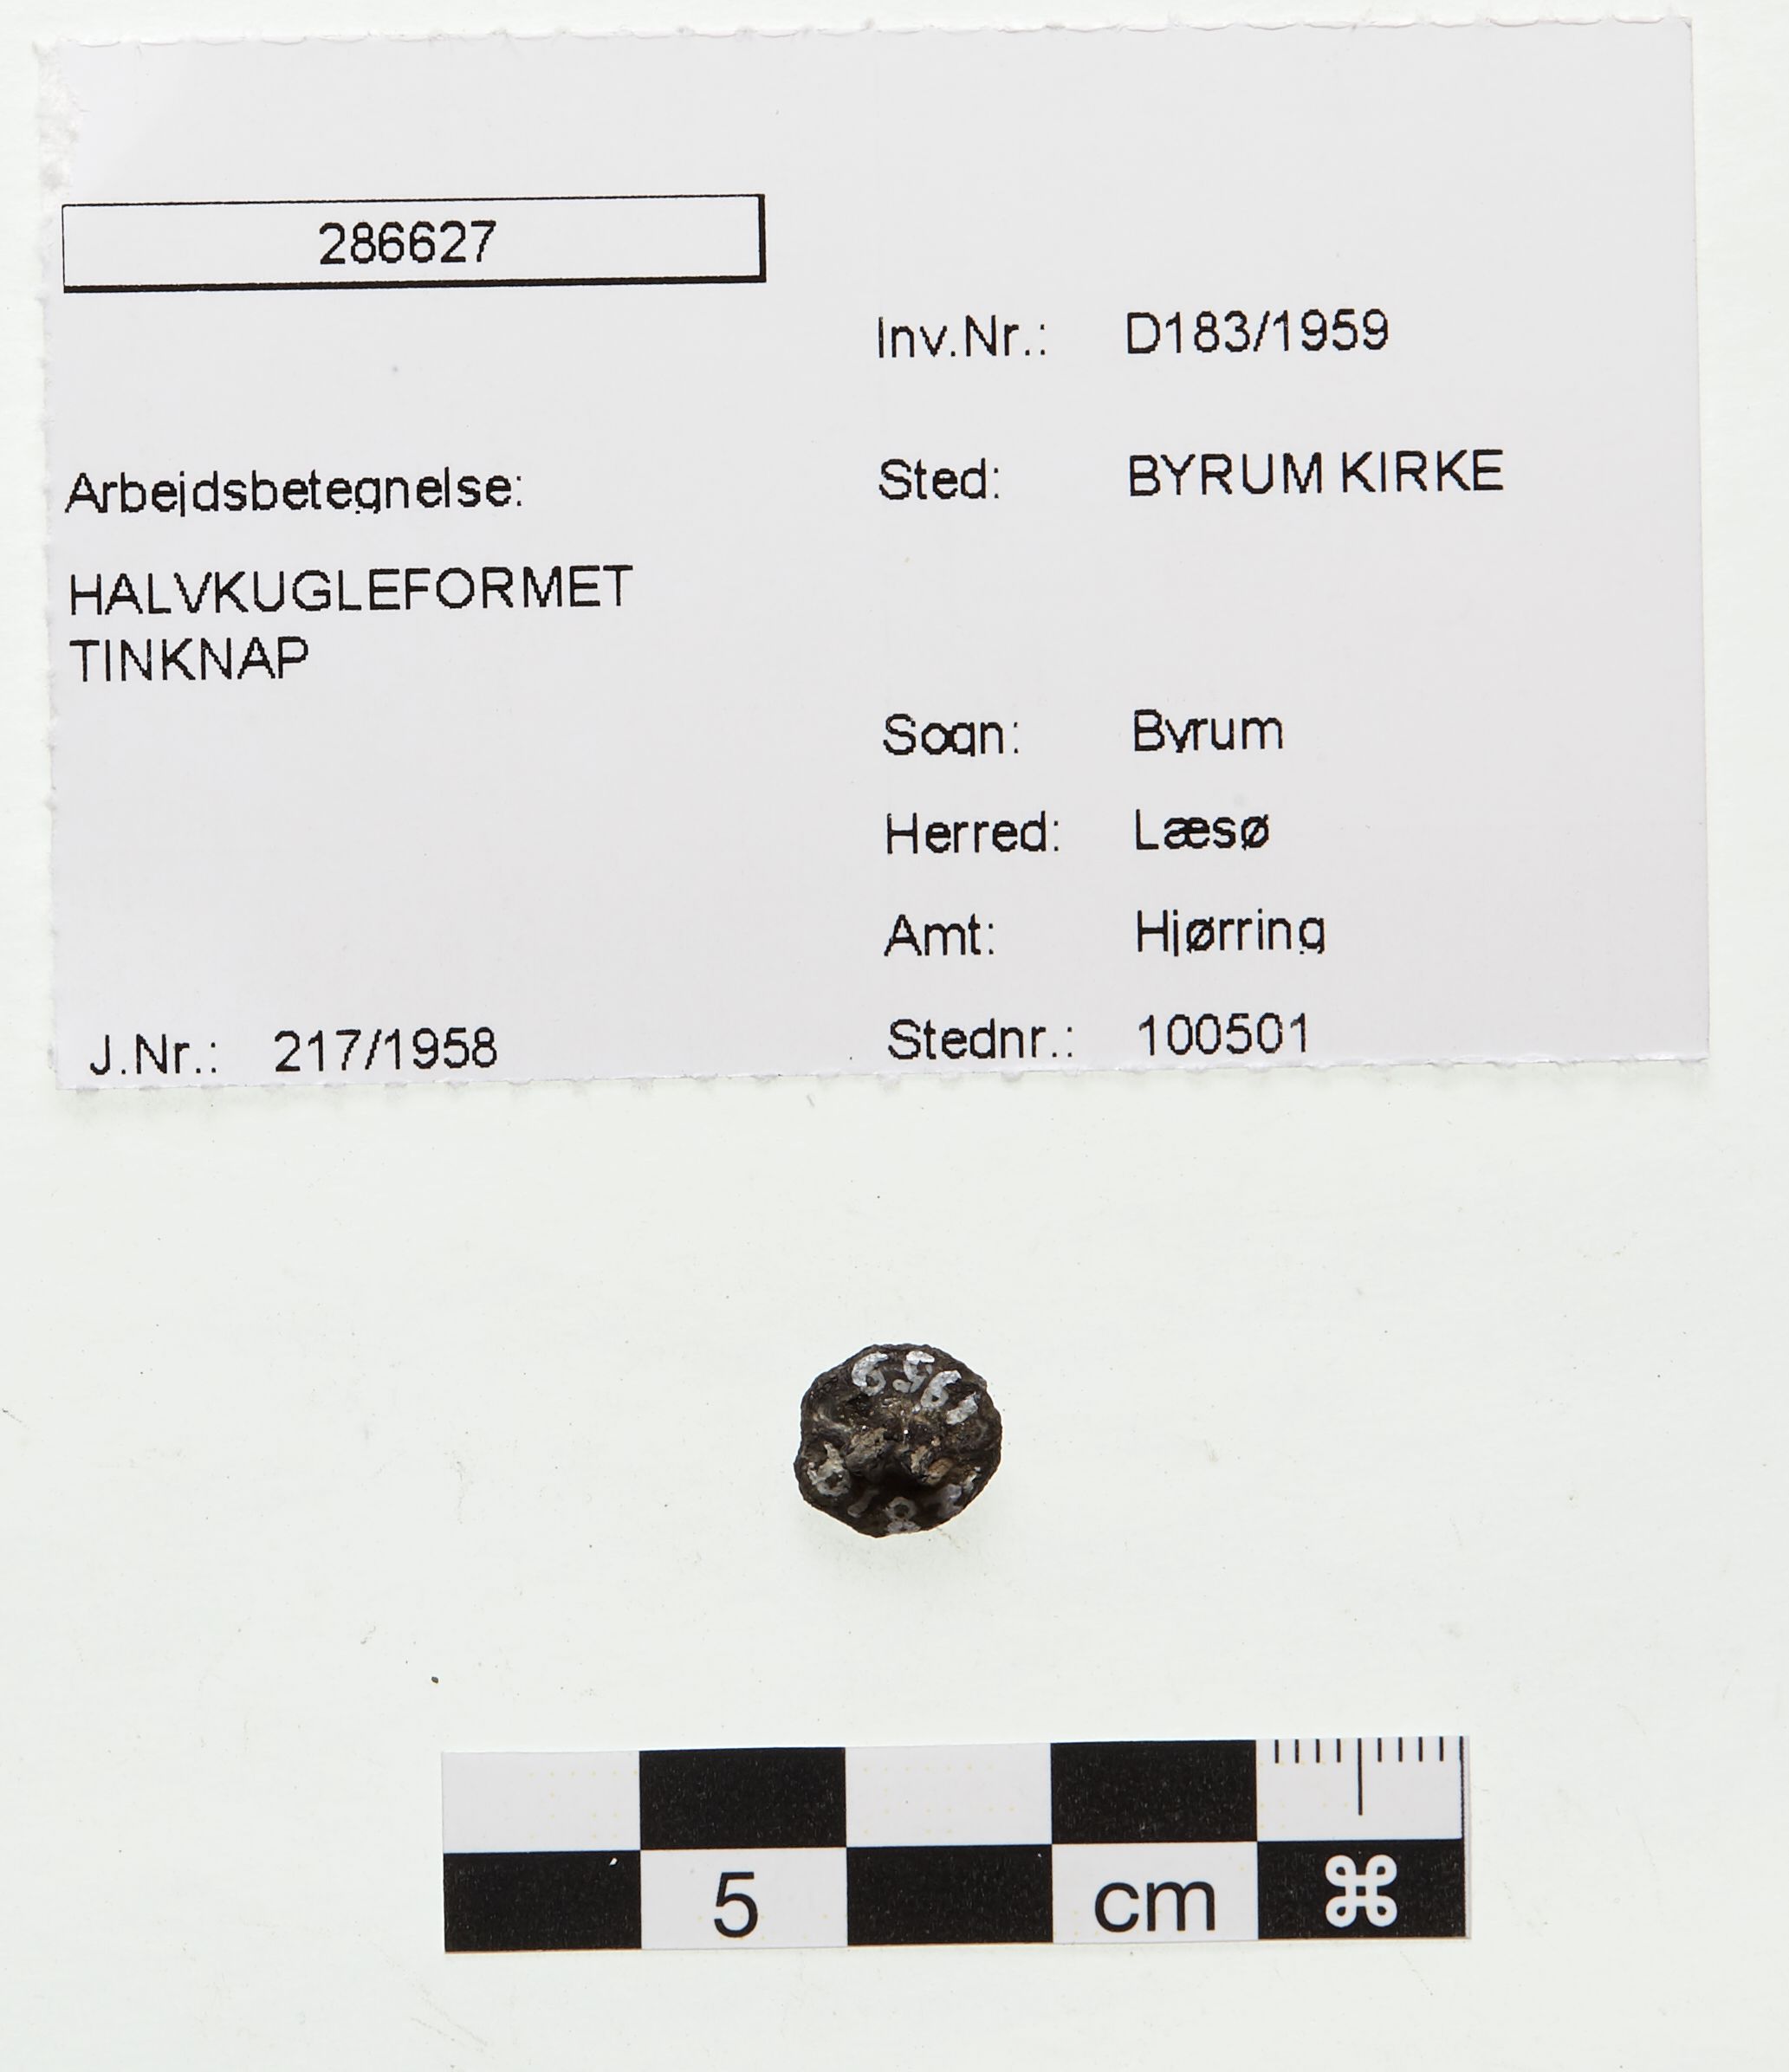 286627
Inv.Nr.: D183/1959
Arbejdsbetegnelse:
Sted: BYRUM KIRKE
HALVKUGLEFORMET
TINKNAP
Sogn: Byrum
Herred: Læsø
Amt: Hjørring
J.Nr.: 217/1958
Stednr.: 100501
5 cm